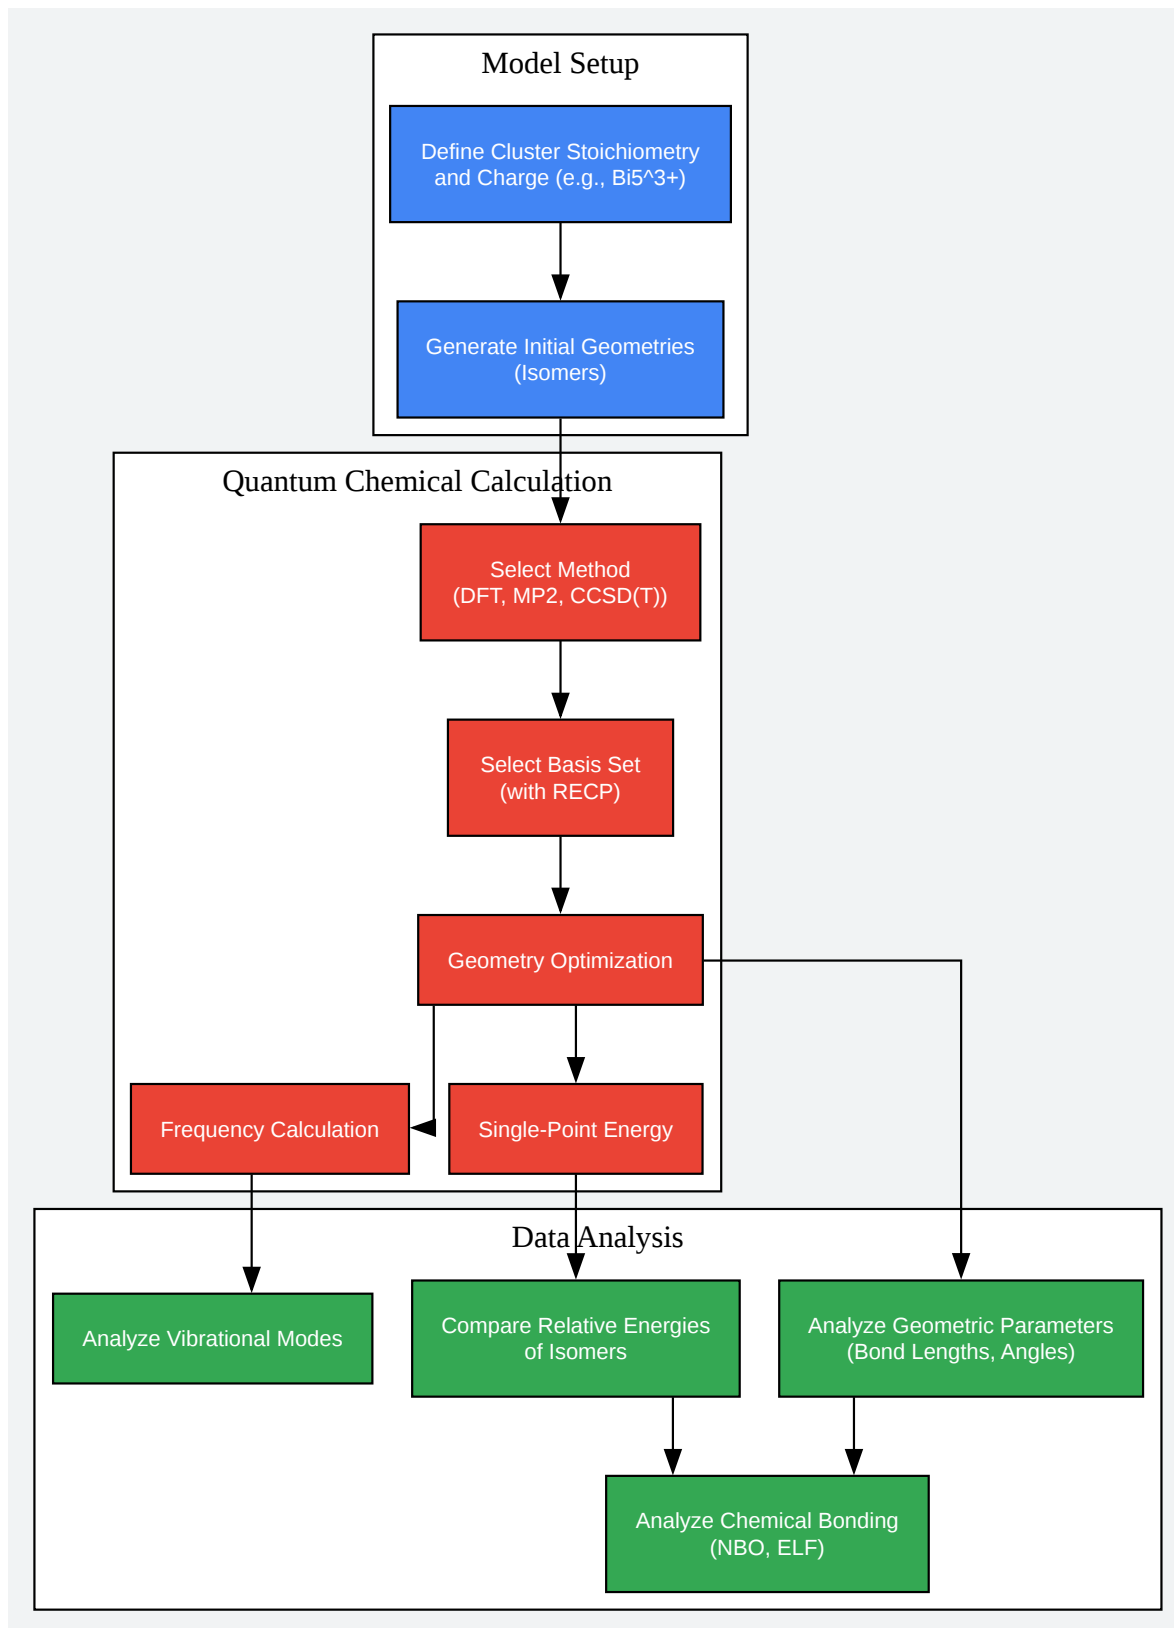 Model Setup
Define Cluster Stoichiometry
and Charge (e.g., Bi5^3+)
Generate Initial Geometries
(Isomers)
Quantum Chemical Calculation
Select Method
(DFT, MP2, CCSD(T))
Select Basis Set
(with RECP)
Geometry Optimization
Frequency Calculation
Single-Point Energy
Data Analysis
Analyze Vibrational Modes
Compare Relative Energies
of Isomers
Analyze Geometric Parameters
(Bond Lengths, Angles)
Analyze Chemical Bonding
(NBO, ELF)